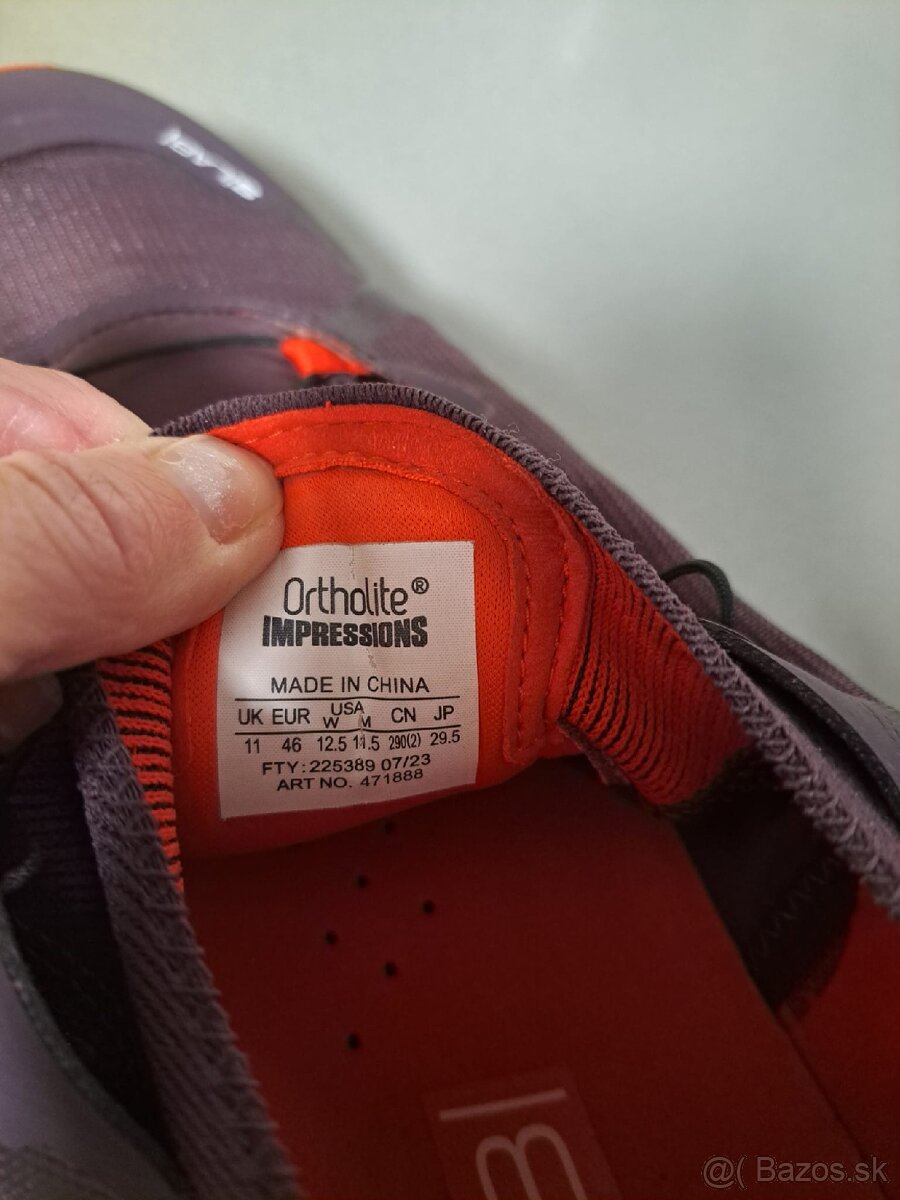 Ortholite®
IMPRESSIONS
MADE IN CHINA
UK EUR USA W M CN JP
11 46 12.5 11.5 290(2) 29.5
FTY: 225389 07/23
ART NO. 471888
@( Bazos.sk